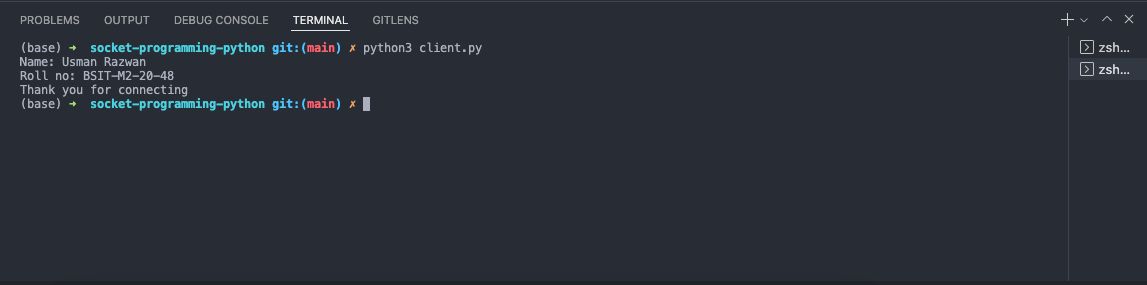 PROBLEMS OUTPUT DEBUG CONSOLE TERMINAL GITLENS
(base) ➜ socket-programming-python git:(main) ✗ python3 client.py
Name: Usman Razwan
Roll no: BSIT-M2-20-48
Thank you for connecting
(base) ➜ socket-programming-python git:(main) ✗
zsh...
zsh...